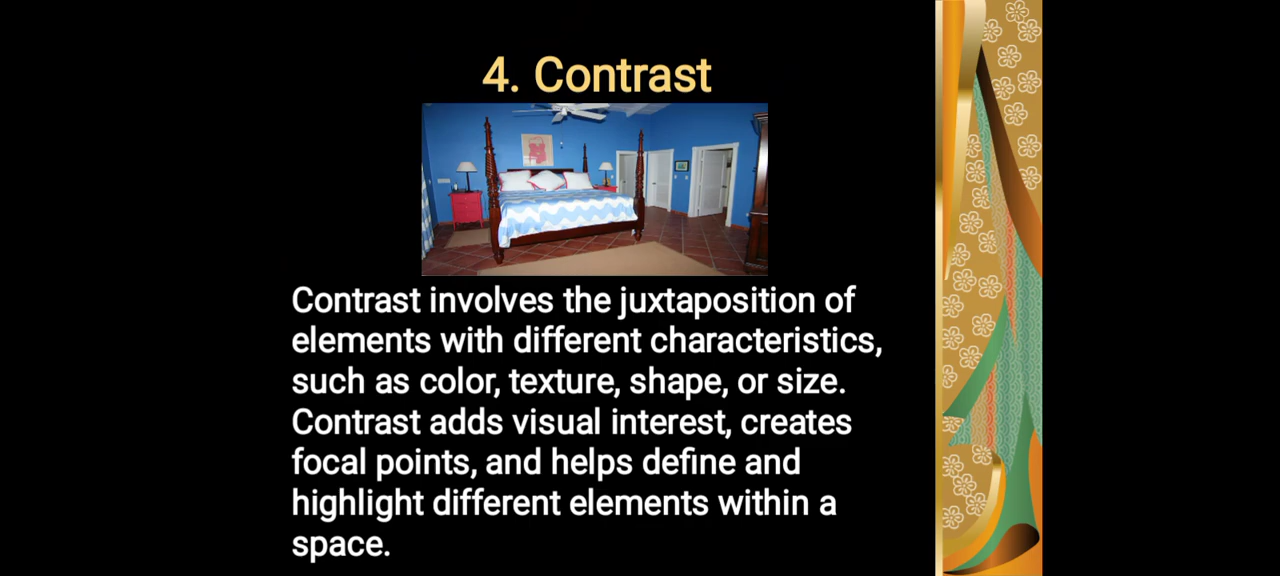 4. Contrast
Contrast involves the juxtaposition of
elements with different characteristics,
such as color, texture, shape, or size.
Contrast adds visual interest, creates
focal points, and helps define and
highlight different elements within a
space.